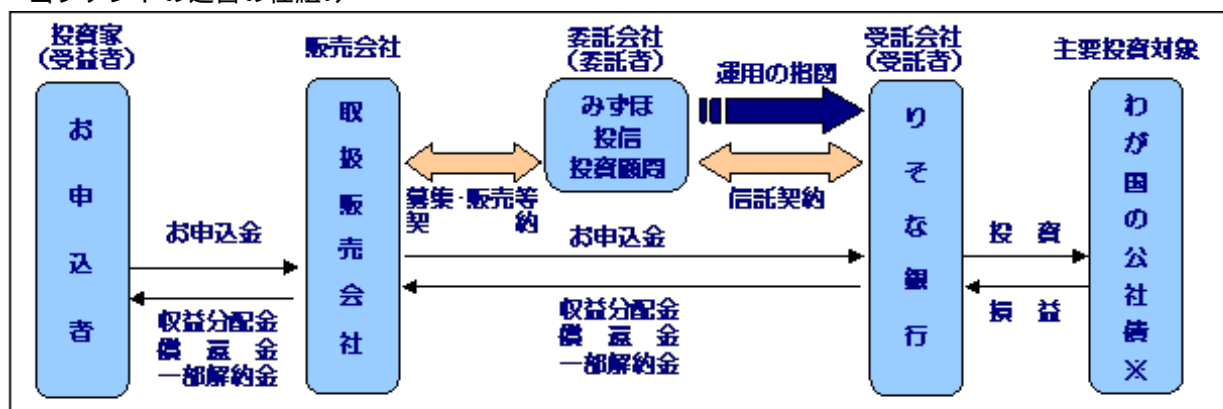 当ファンドの運営の仕組み
投資家
(受益者)
お申込者
販売会社
取扱販売会社
委託会社
(委託者)
みずほ
投信
投資顧問
運用の指図
受託会社
(受託者)
りそな銀行
主要投資対象
わが国の公社債※
募集・販売等
契約
信託契約
お申込金
収益分配金
償還金
一部解約金
お申込金
収益分配金
償還金
一部解約金
投資
損益